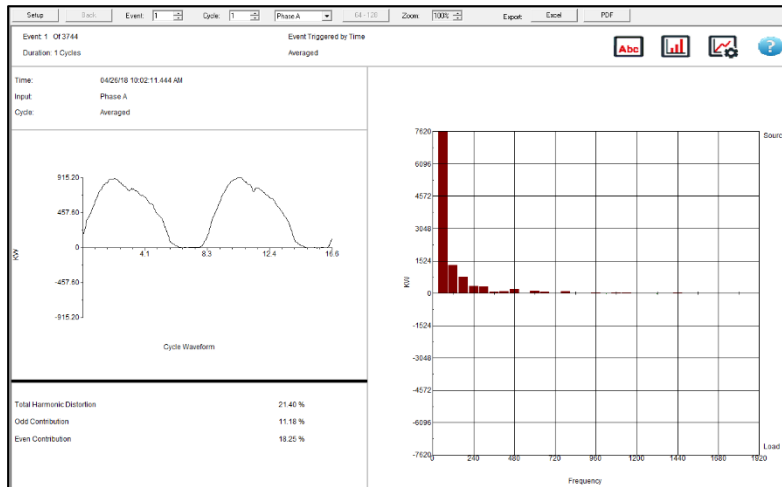 Setup Back Event: 1 Cycle: 1 Phase A 64 - 128 Zoom: 100% Export: Excel PDF
Event 1 Of 3744 Event Triggered by Time
Duration: 1 Cycles Averaged
Abc ?
Time: 04/26/18 10:02:11.444 AM
Input: Phase A
Cycle: Averaged
915.20
457.60
0
-457.60
-915.20
KW
4.1 8.3 12.4 16.6
Cycle Waveform
Total Harmonic Distortion 21.40 %
Odd Contribution 11.18 %
Even Contribution 18.25 %
7620
6096
4572
3048
1524
0
-1524
-3048
-4572
-6096
-7620
KW
Sourc
Load
0 240 480 720 960 1200 1440 1680 1920
Frequency